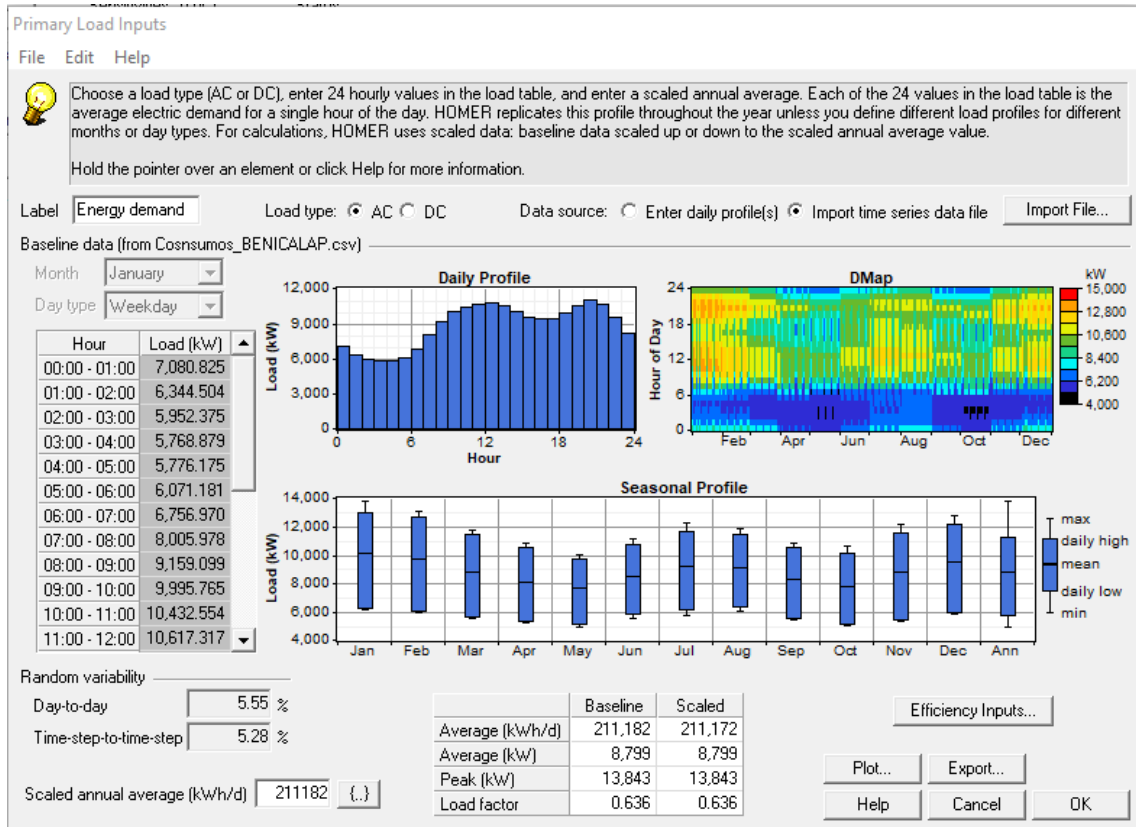 Primary Load Inputs
File Edit Help
Choose a load type (AC or DC), enter 24 hourly values in the load table, and enter a scaled annual average. Each of the 24 values in the load table is the
average electric demand for a single hour of the day. HOMER replicates this profile throughout the year unless you define different load profiles for different
months or day types. For calculations, HOMER uses scaled data: baseline data scaled up or down to the scaled annual average value.
Hold the pointer over an element or click Help for more information.
Label Energy demand Load type: AC DC Data source: Enter daily profile(s) Import time series data file Import File...
Baseline data (from Cosnsumos_BENICALAP.csv)
Month January
Day type Weekday
Hour Load (kW)
00:00 - 01:00 7,080.825
01:00 - 02:00 6,344.504
02:00 - 03:00 5,952.375
03:00 - 04:00 5,768.879
04:00 - 05:00 5,776.175
05:00 - 06:00 6,071.181
06:00 - 07:00 6,756.970
07:00 - 08:00 8,005.978
08:00 - 09:00 9,159.099
09:00 - 10:00 9,995.765
10:00 - 11:00 10,432.554
11:00 - 12:00 10,617.317
Daily Profile
Load (kW)
12,000
9,000
6,000
3,000
0
0 6 12 18 24
Hour
DMap
Hour of Day
24
18
12
6
0
Feb Apr Jun Aug Oct Dec
kW
15,000
12,800
10,600
8,400
6,200
4,000
Seasonal Profile
Load (kW)
14,000
12,000
10,000
8,000
6,000
4,000
Jan Feb Mar Apr May Jun Jul Aug Sep Oct Nov Dec Ann
max
daily high
mean
daily low
min
Random variability
Day-to-day 5.55 %
Time-step-to-time-step 5.28 %
Scaled annual average (kWh/d) 211182 {..}
Baseline Scaled
Average (kWh/d) 211,182 211,172
Average (kW) 8,799 8,799
Peak (kW) 13,843 13,843
Load factor 0.636 0.636
Efficiency Inputs...
Plot... Export...
Help Cancel OK